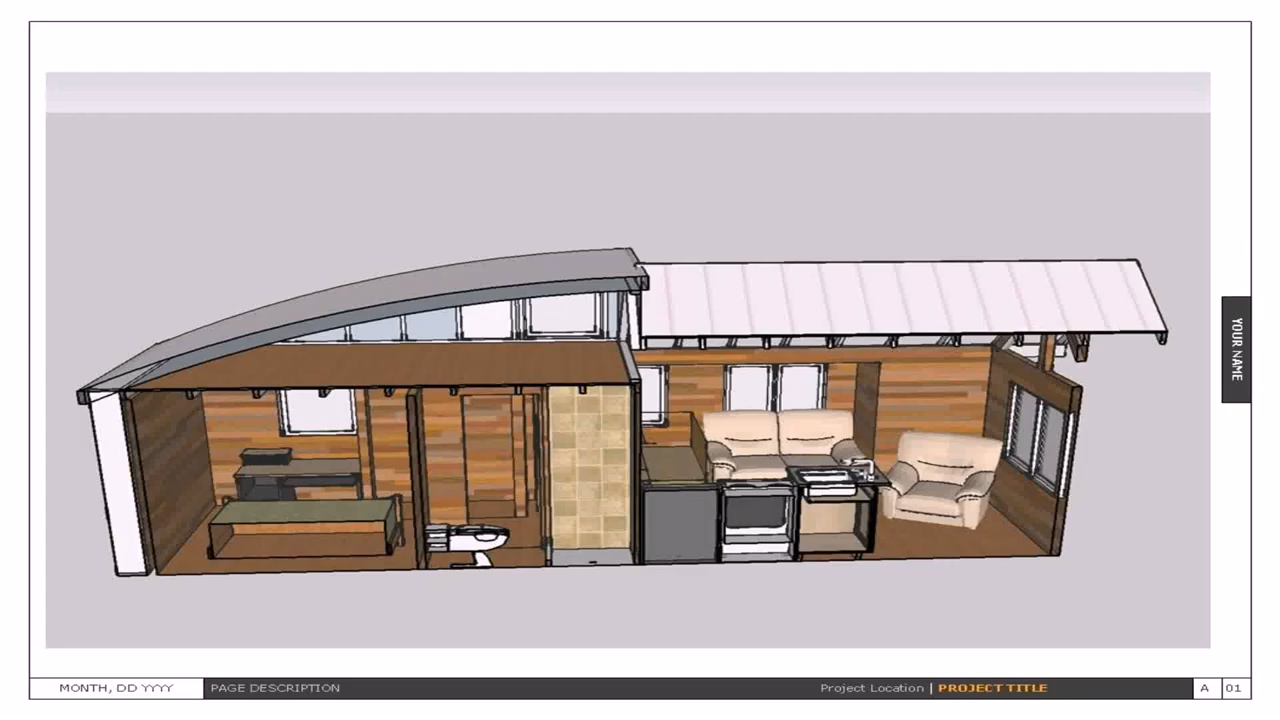 YOUR NAME
MONTH, DD YYYY
PAGE DESCRIPTION
Project Location | PROJECT TITLE
A 01